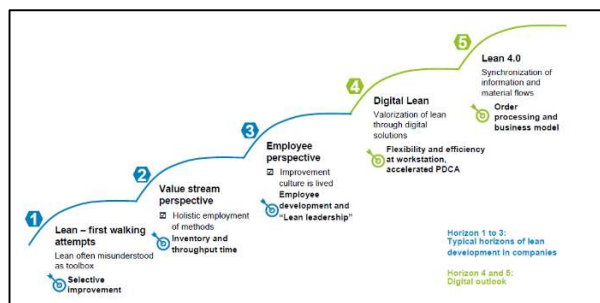 1
Lean – first walking
attempts
Lean often misunderstood
as toolbox
Selective
improvement
2
Value stream
perspective
Holistic employment
of methods
Inventory and
throughput time
3
Employee
perspective
Improvement
culture is lived
Employee
development and
“Lean leadership”
4
Digital Lean
Valorization of lean
through digital
solutions
Flexibility and efficiency
at workstation,
accelerated PDCA
5
Lean 4.0
Synchronization of
information and
material flows
Order
processing and
business model
Horizon 1 to 3:
Typical horizons of lean
development in companies
Horizon 4 and 5:
Digital outlook